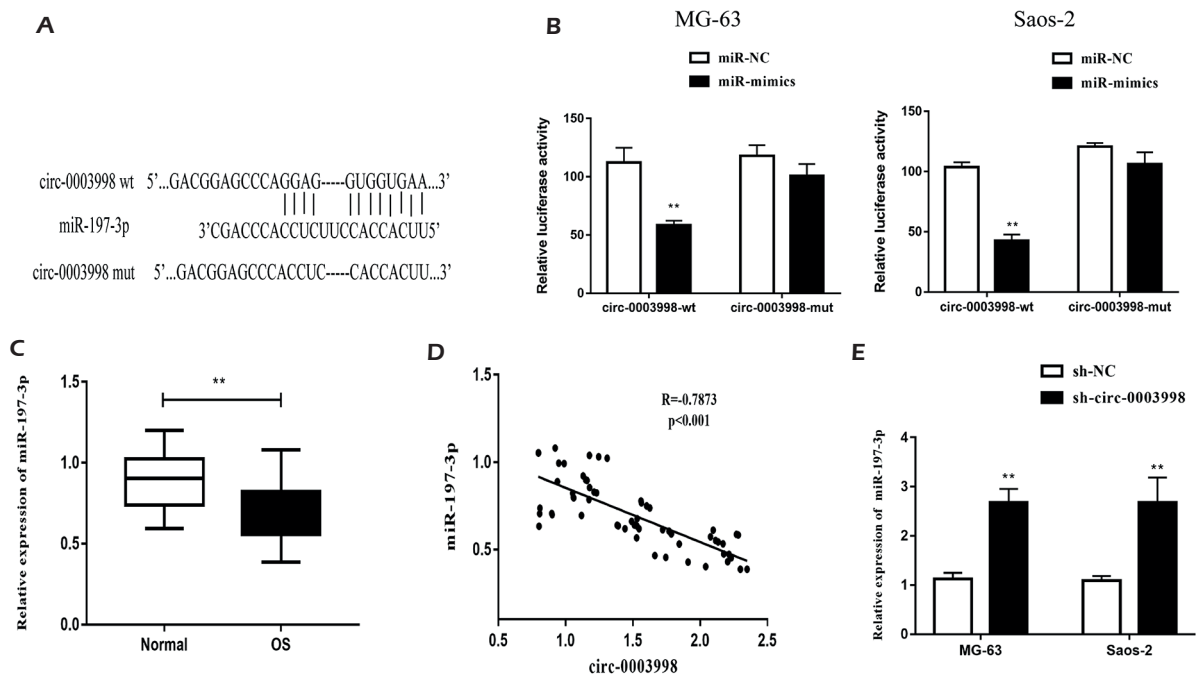 A
circ-0003998 wt 5’...GACGGAGCCCAGGAG-----GUGGUGAA...3’
miR-197-3p 3’CGACCCACCUCUUCCACCACUU5’
circ-0003998 mut 5’...GACGGAGCCCACCUC-----CACCACUU...3’
B
MG-63
miR-NC
miR-mimics
Relative luciferase activity
150
100
50
0
**
circ-0003998-wt circ-0003998-mut
Saos-2
miR-NC
miR-mimics
Relative luciferase activity
150
100
50
0
**
circ-0003998-wt circ-0003998-mut
C
Relative expression of miR-197-3p
1.5
1.0
0.5
0.0
**
Normal OS
D
miR-197-3p
1.5
1.0
0.5
R=-0.7873
p<0.001
0.5 1.0 1.5 2.0 2.5
circ-0003998
E
sh-NC
sh-circ-0003998
Relative expression of miR-197-3p
4
3
2
1
0
** **
MG-63 Saos-2